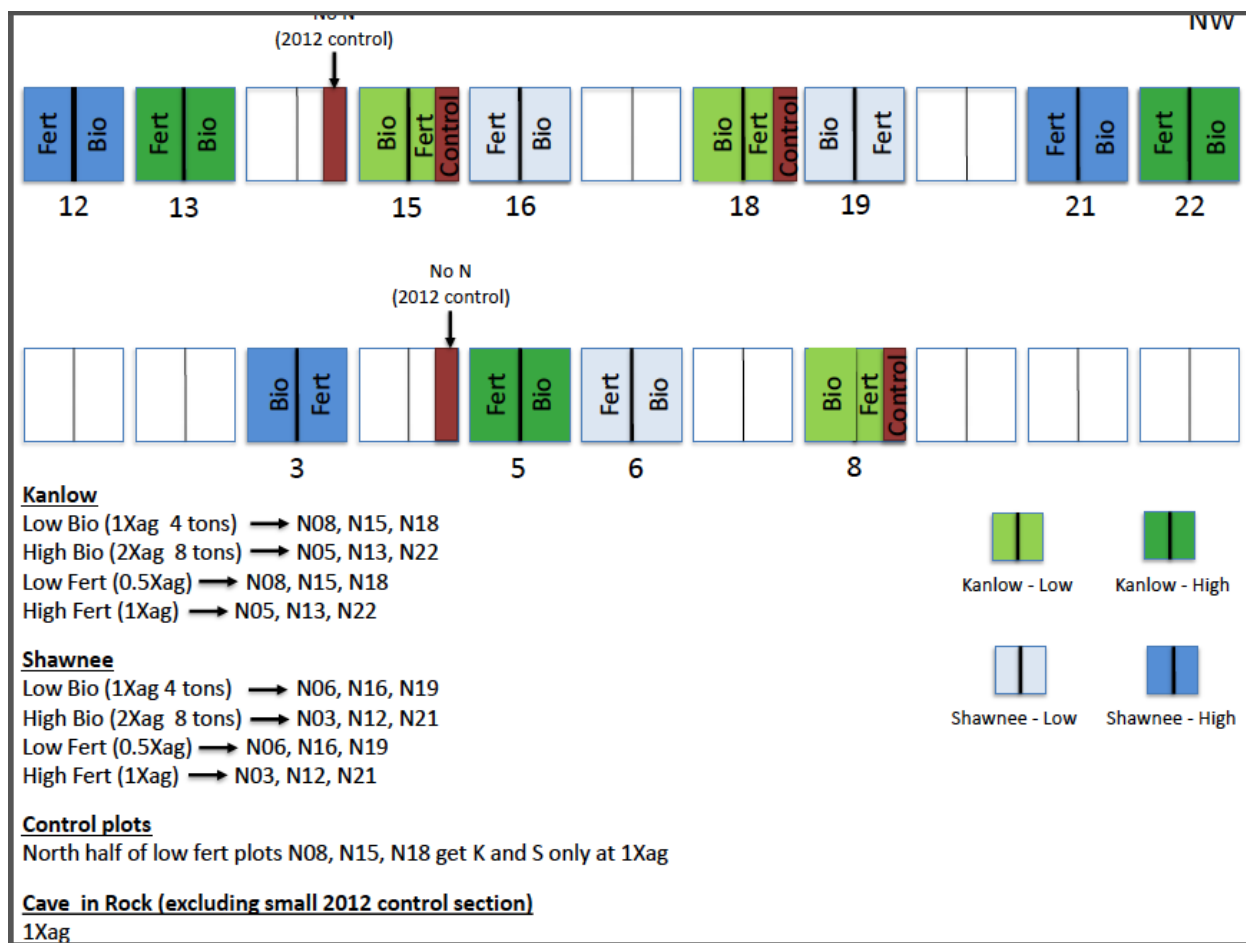 NW
No N
(2012 control)
Fert Bio Fert Bio Bio Fert Control Fert Bio Bio Fert Control Bio Fert Fert Bio Fert Bio
12 13 15 16 18 19 21 22
No N
(2012 control)
Bio Fert Fert Bio Fert Bio Bio Fert Control
3 5 6 8
Kanlow
Low Bio (1Xag 4 tons) → N08, N15, N18
High Bio (2Xag 8 tons) → N05, N13, N22
Low Fert (0.5Xag) → N08, N15, N18
High Fert (1Xag) → N05, N13, N22
Kanlow - Low Kanlow - High
Shawnee
Low Bio (1Xag 4 tons) → N06, N16, N19
High Bio (2Xag 8 tons) → N03, N12, N21
Low Fert (0.5Xag) → N06, N16, N19
High Fert (1Xag) → N03, N12, N21
Shawnee - Low Shawnee - High
Control plots
North half of low fert plots N08, N15, N18 get K and S only at 1Xag
Cave in Rock (excluding small 2012 control section)
1Xag